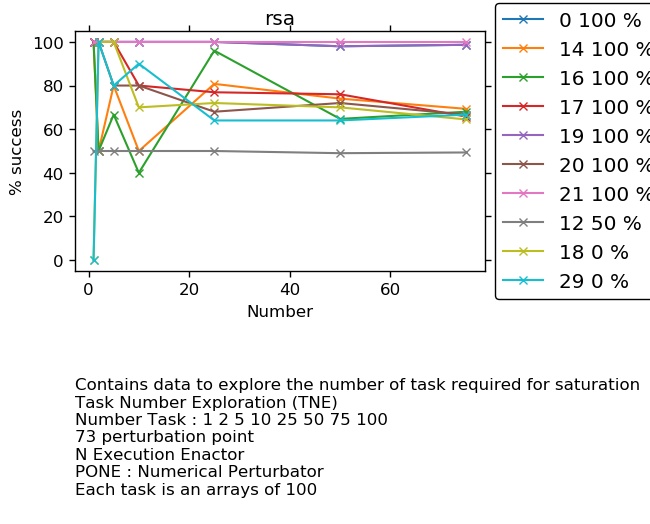 rsa
100
80
60
40
20
0
% success
0
20
40
60
Number
0 100 %
14 100 %
16 100 %
17 100 %
19 100 %
20 100 %
21 100 %
12 50 %
18 0 %
29 0 %
Contains data to explore the number of task required for saturation
Task Number Exploration (TNE)
Number Task : 1 2 5 10 25 50 75 100
73 perturbation point
N Execution Enactor
PONE : Numerical Perturbator
Each task is an arrays of 100